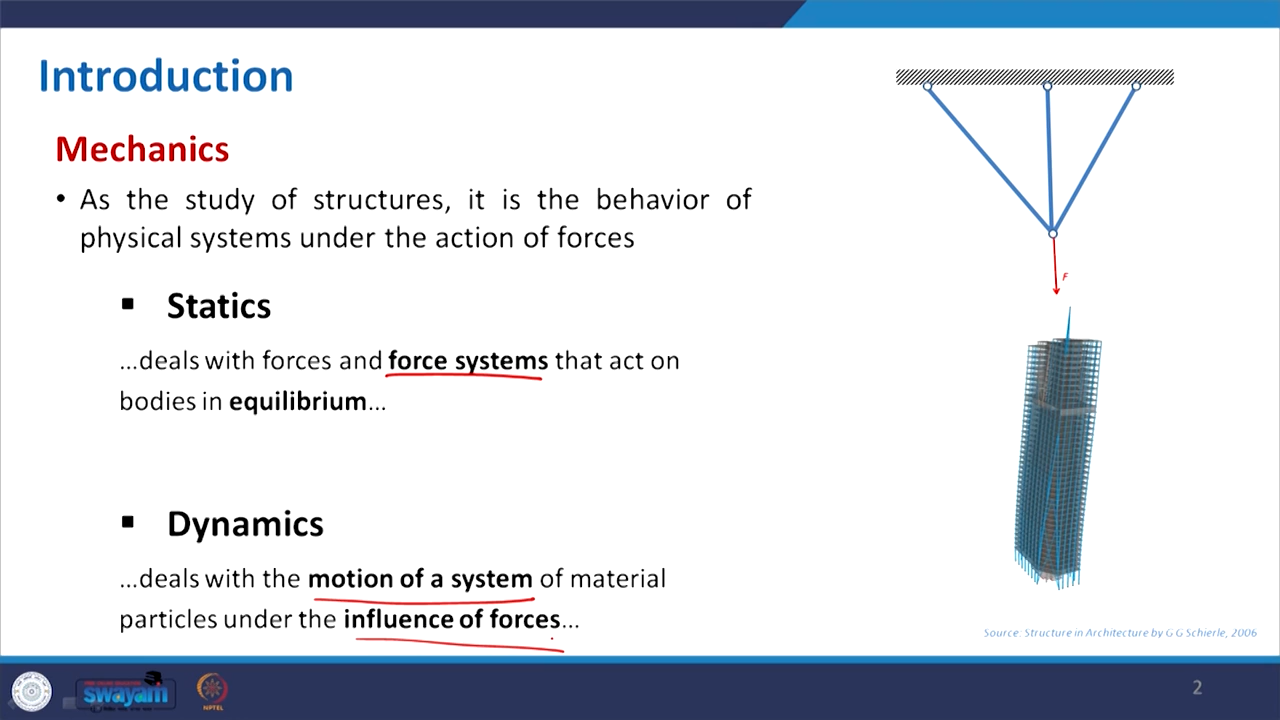 Introduction
Mechanics
• As the study of structures, it is the behavior of
physical systems under the action of forces
▪ Statics
...deals with forces and force systems that act on
bodies in equilibrium...
▪ Dynamics
...deals with the motion of a system of material
particles under the influence of forces...
F
Source: Structure in Architecture by G G Schierle, 2006
swayam
NPTEL
2